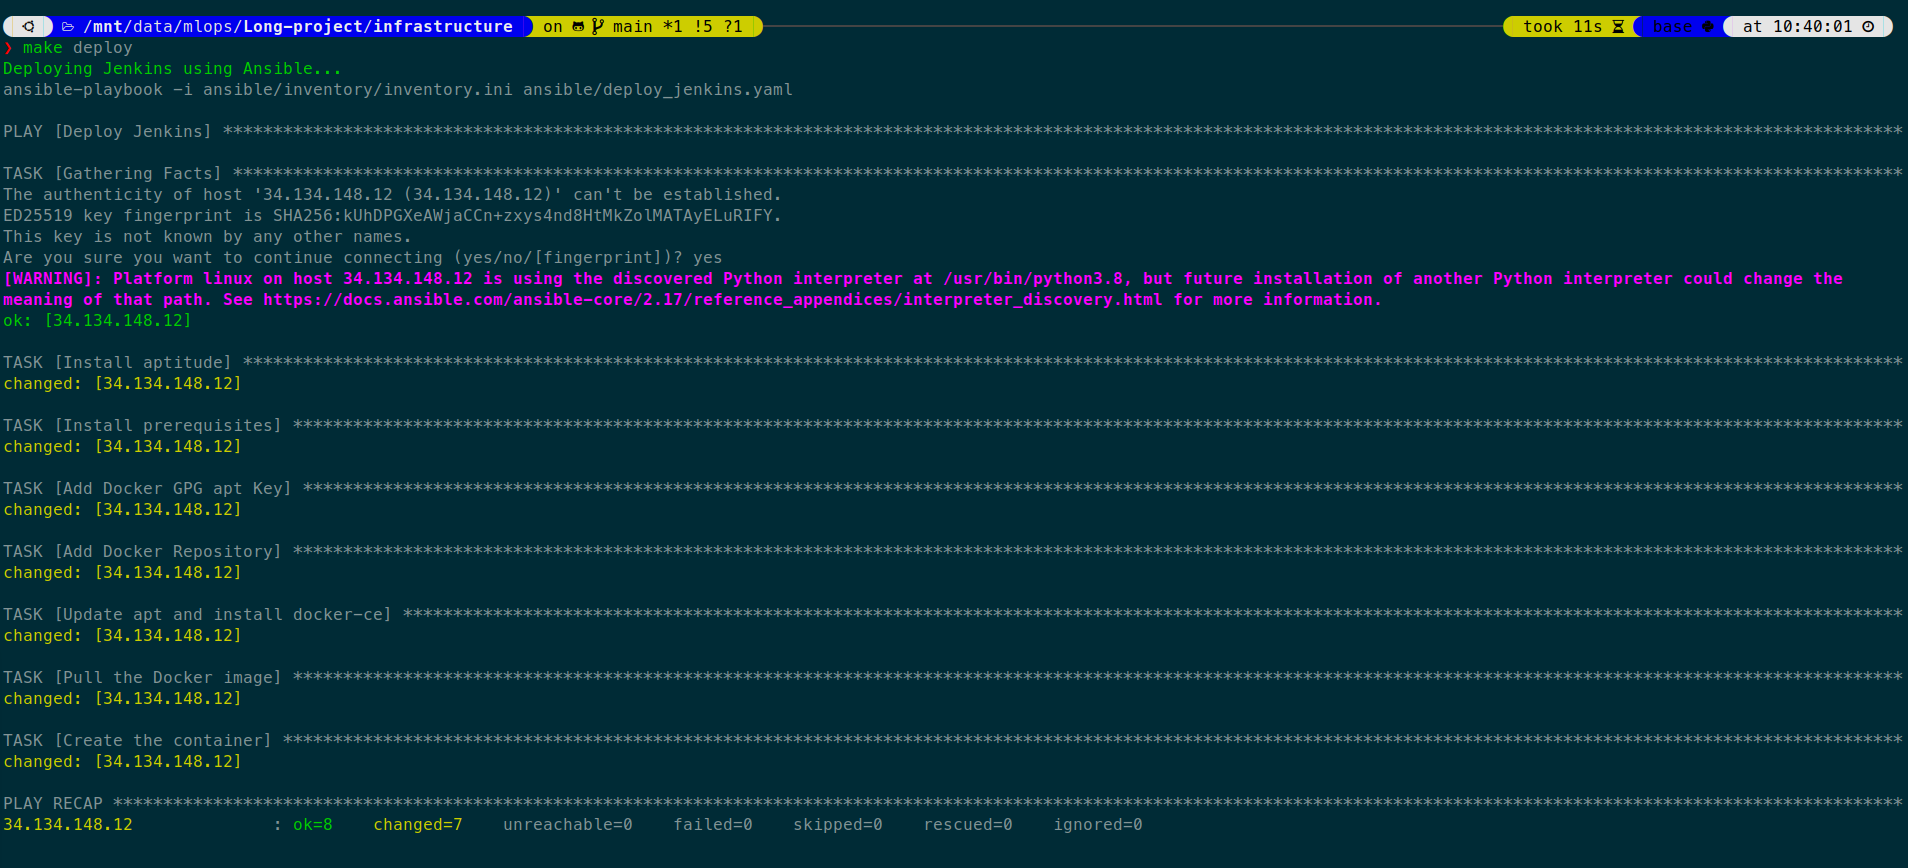 /mnt/data/mlops/Long-project/infrastructure on main *1 !5 ?1 took 11s base at 10:40:01
❯ make deploy
Deploying Jenkins using Ansible...
ansible-playbook -i ansible/inventory/inventory.ini ansible/deploy_jenkins.yaml
PLAY [Deploy Jenkins] ************************************************************************************************************************************************************************
TASK [Gathering Facts] ***********************************************************************************************************************************************************************
The authenticity of host '34.134.148.12 (34.134.148.12)' can't be established.
ED25519 key fingerprint is SHA256:kUhDPGXeAWjaCCn+zxys4nd8HtMkZolMATAyELuRIFY.
This key is not known by any other names.
Are you sure you want to continue connecting (yes/no/[fingerprint])? yes
[WARNING]: Platform linux on host 34.134.148.12 is using the discovered Python interpreter at /usr/bin/python3.8, but future installation of another Python interpreter could change the
meaning of that path. See https://docs.ansible.com/ansible-core/2.17/reference_appendices/interpreter_discovery.html for more information.
ok: [34.134.148.12]
TASK [Install aptitude] **********************************************************************************************************************************************************************
changed: [34.134.148.12]
TASK [Install prerequisites] *****************************************************************************************************************************************************************
changed: [34.134.148.12]
TASK [Add Docker GPG apt Key] ****************************************************************************************************************************************************************
changed: [34.134.148.12]
TASK [Add Docker Repository] *****************************************************************************************************************************************************************
changed: [34.134.148.12]
TASK [Update apt and install docker-ce] ******************************************************************************************************************************************************
changed: [34.134.148.12]
TASK [Pull the Docker image] *****************************************************************************************************************************************************************
changed: [34.134.148.12]
TASK [Create the container] ******************************************************************************************************************************************************************
changed: [34.134.148.12]
PLAY RECAP ***********************************************************************************************************************************************************************************
34.134.148.12 : ok=8 changed=7 unreachable=0 failed=0 skipped=0 rescued=0 ignored=0